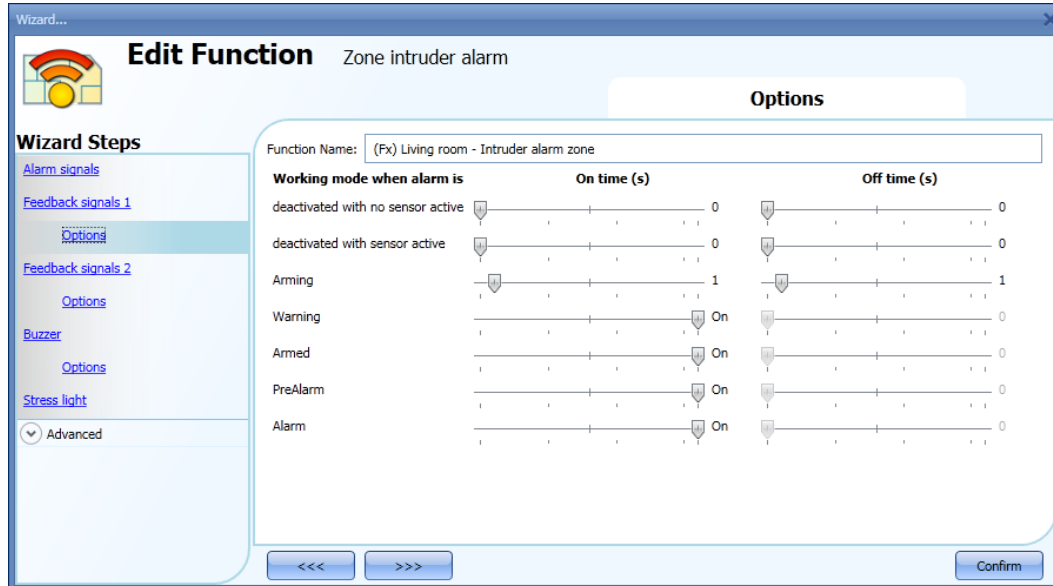 Wizard...
Edit Function Zone intruder alarm
Options
Wizard Steps
Alarm signals
Feedback signals 1
Options
Feedback signals 2
Options
Buzzer
Options
Stress light
Advanced
Function Name: (Fx) Living room - Intruder alarm zone
Working mode when alarm is On time (s) Off time (s)
deactivated with no sensor active 0 0
deactivated with sensor active 0 0
Arming 1 1
Warning On 0
Armed On 0
PreAlarm On 0
Alarm On 0
<<< >>> Confirm